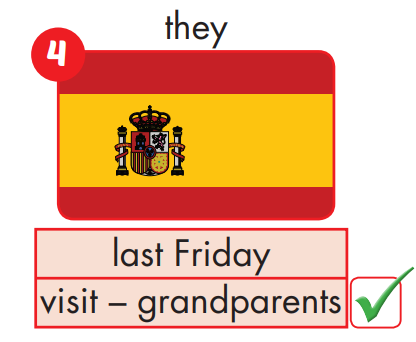 they
4
last Friday
visit – grandparents